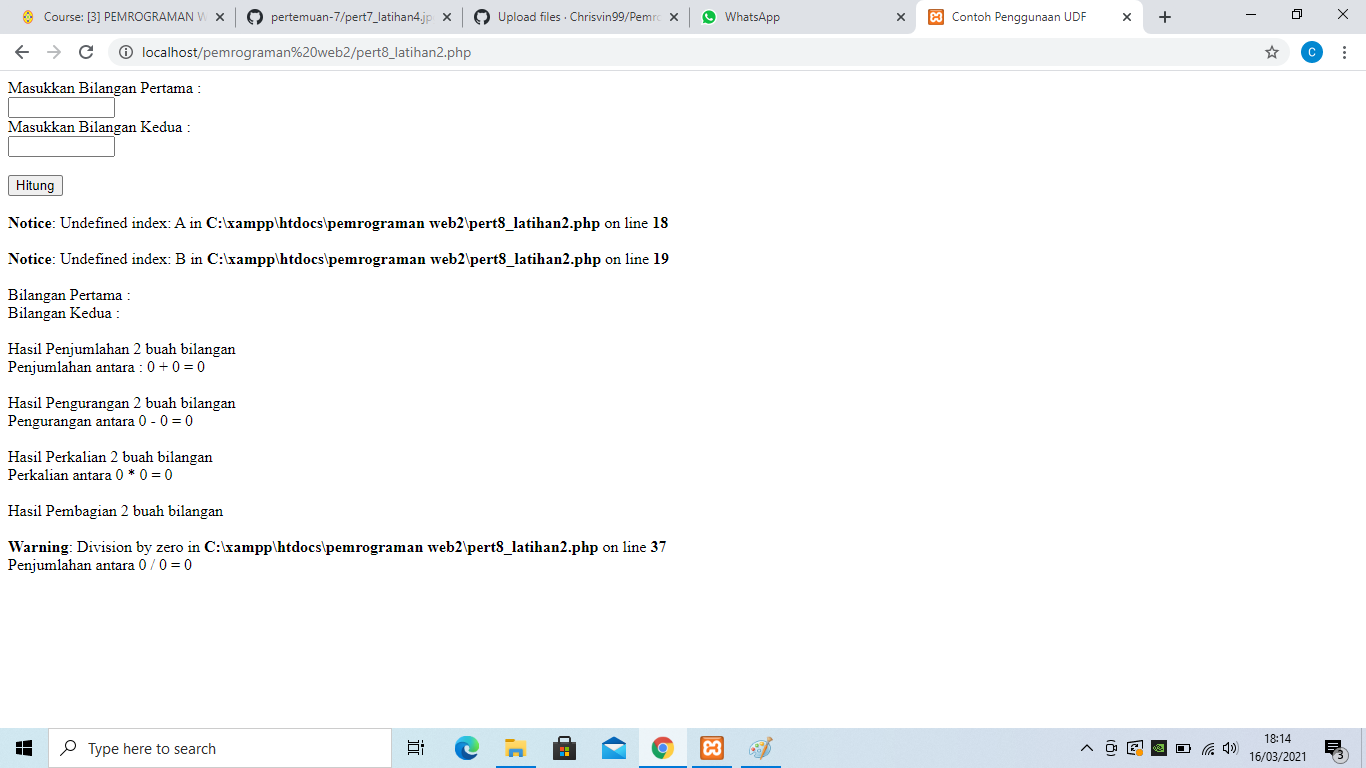 Course: [3] PEMROGRAMAN W
pertemuan-7/pert7_latihan4.jp
Upload files · Chrisvin99/Pemro
WhatsApp
Contoh Penggunaan UDF
localhost/pemrograman%20web2/pert8_latihan2.php
C
Masukkan Bilangan Pertama :
Masukkan Bilangan Kedua :
Hitung
Notice: Undefined index: A in C:\xampp\htdocs\pemrograman web2\pert8_latihan2.php on line 18
Notice: Undefined index: B in C:\xampp\htdocs\pemrograman web2\pert8_latihan2.php on line 19
Bilangan Pertama :
Bilangan Kedua :
Hasil Penjumlahan 2 buah bilangan
Penjumlahan antara : 0 + 0 = 0
Hasil Pengurangan 2 buah bilangan
Pengurangan antara 0 - 0 = 0
Hasil Perkalian 2 buah bilangan
Perkalian antara 0 * 0 = 0
Hasil Pembagian 2 buah bilangan
Warning: Division by zero in C:\xampp\htdocs\pemrograman web2\pert8_latihan2.php on line 37
Penjumlahan antara 0 / 0 = 0
Type here to search
18:14
16/03/2021
3